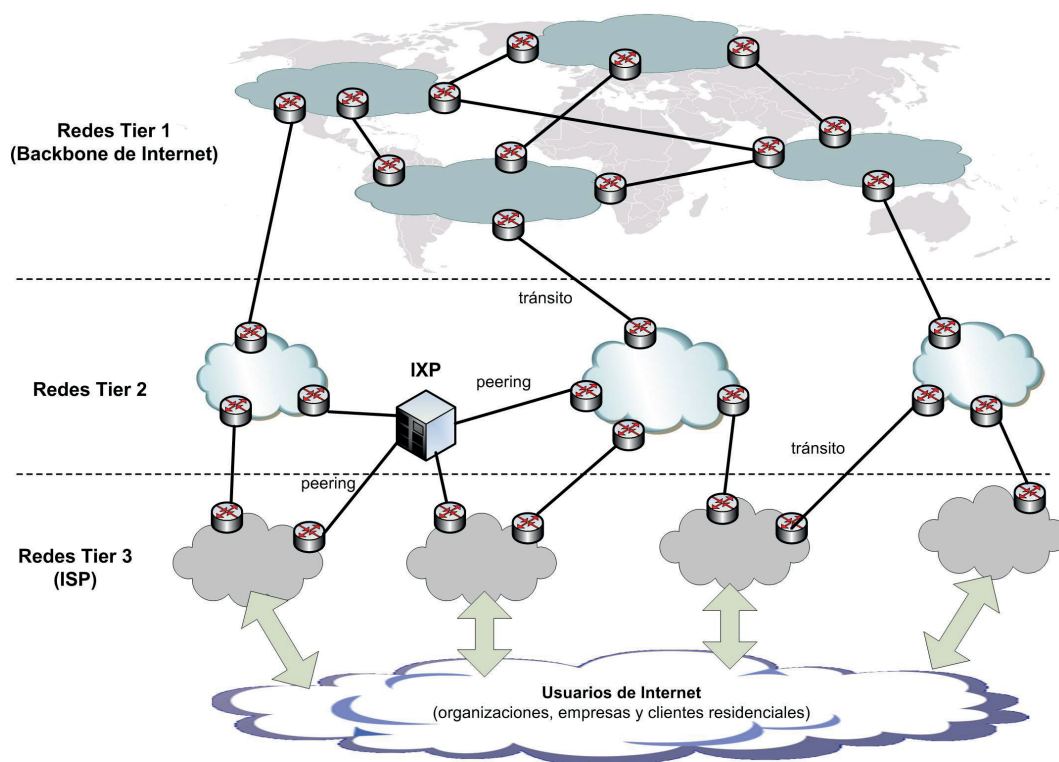 Redes Tier 1
(Backbone de Internet)
tránsito
IXP
peering
Redes Tier 2
tránsito
peering
Redes Tier 3
(ISP)
Usuarios de Internet
(organizaciones, empresas y clientes residenciales)